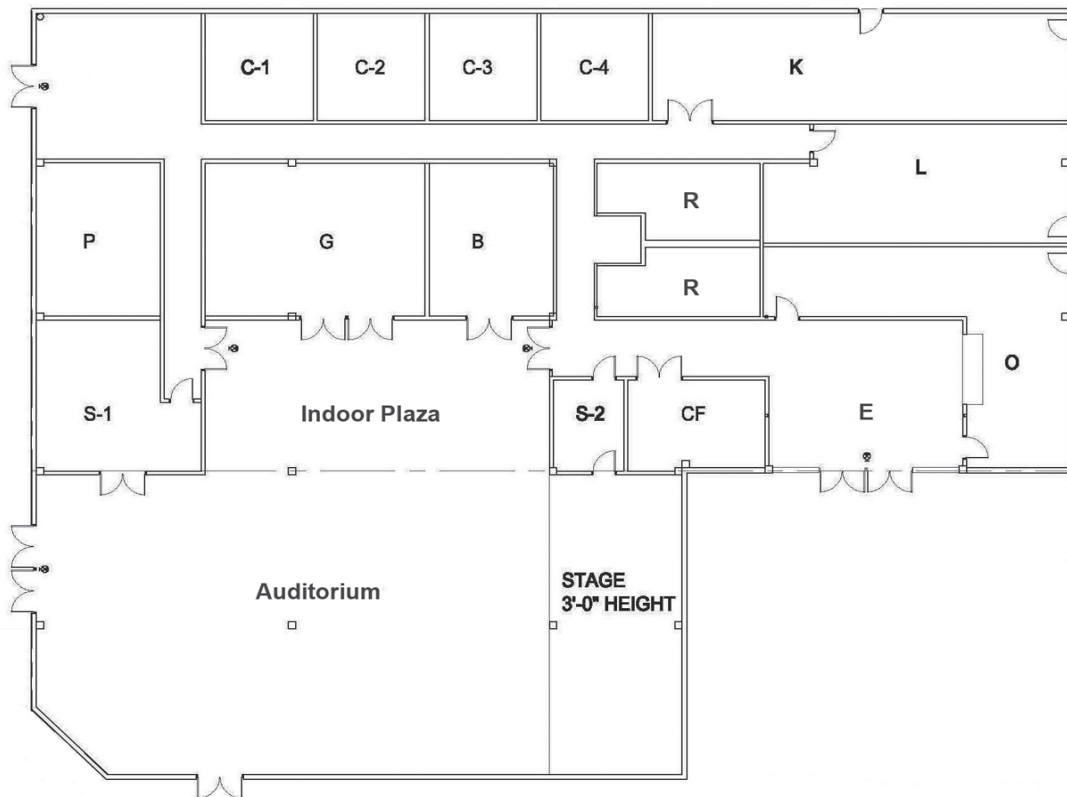 C-1
C-2
C-3
C-4
K
L
P
G
B
R
R
S-1
Indoor Plaza
S-2
CF
E
O
Auditorium
STAGE
3'-0" HEIGHT